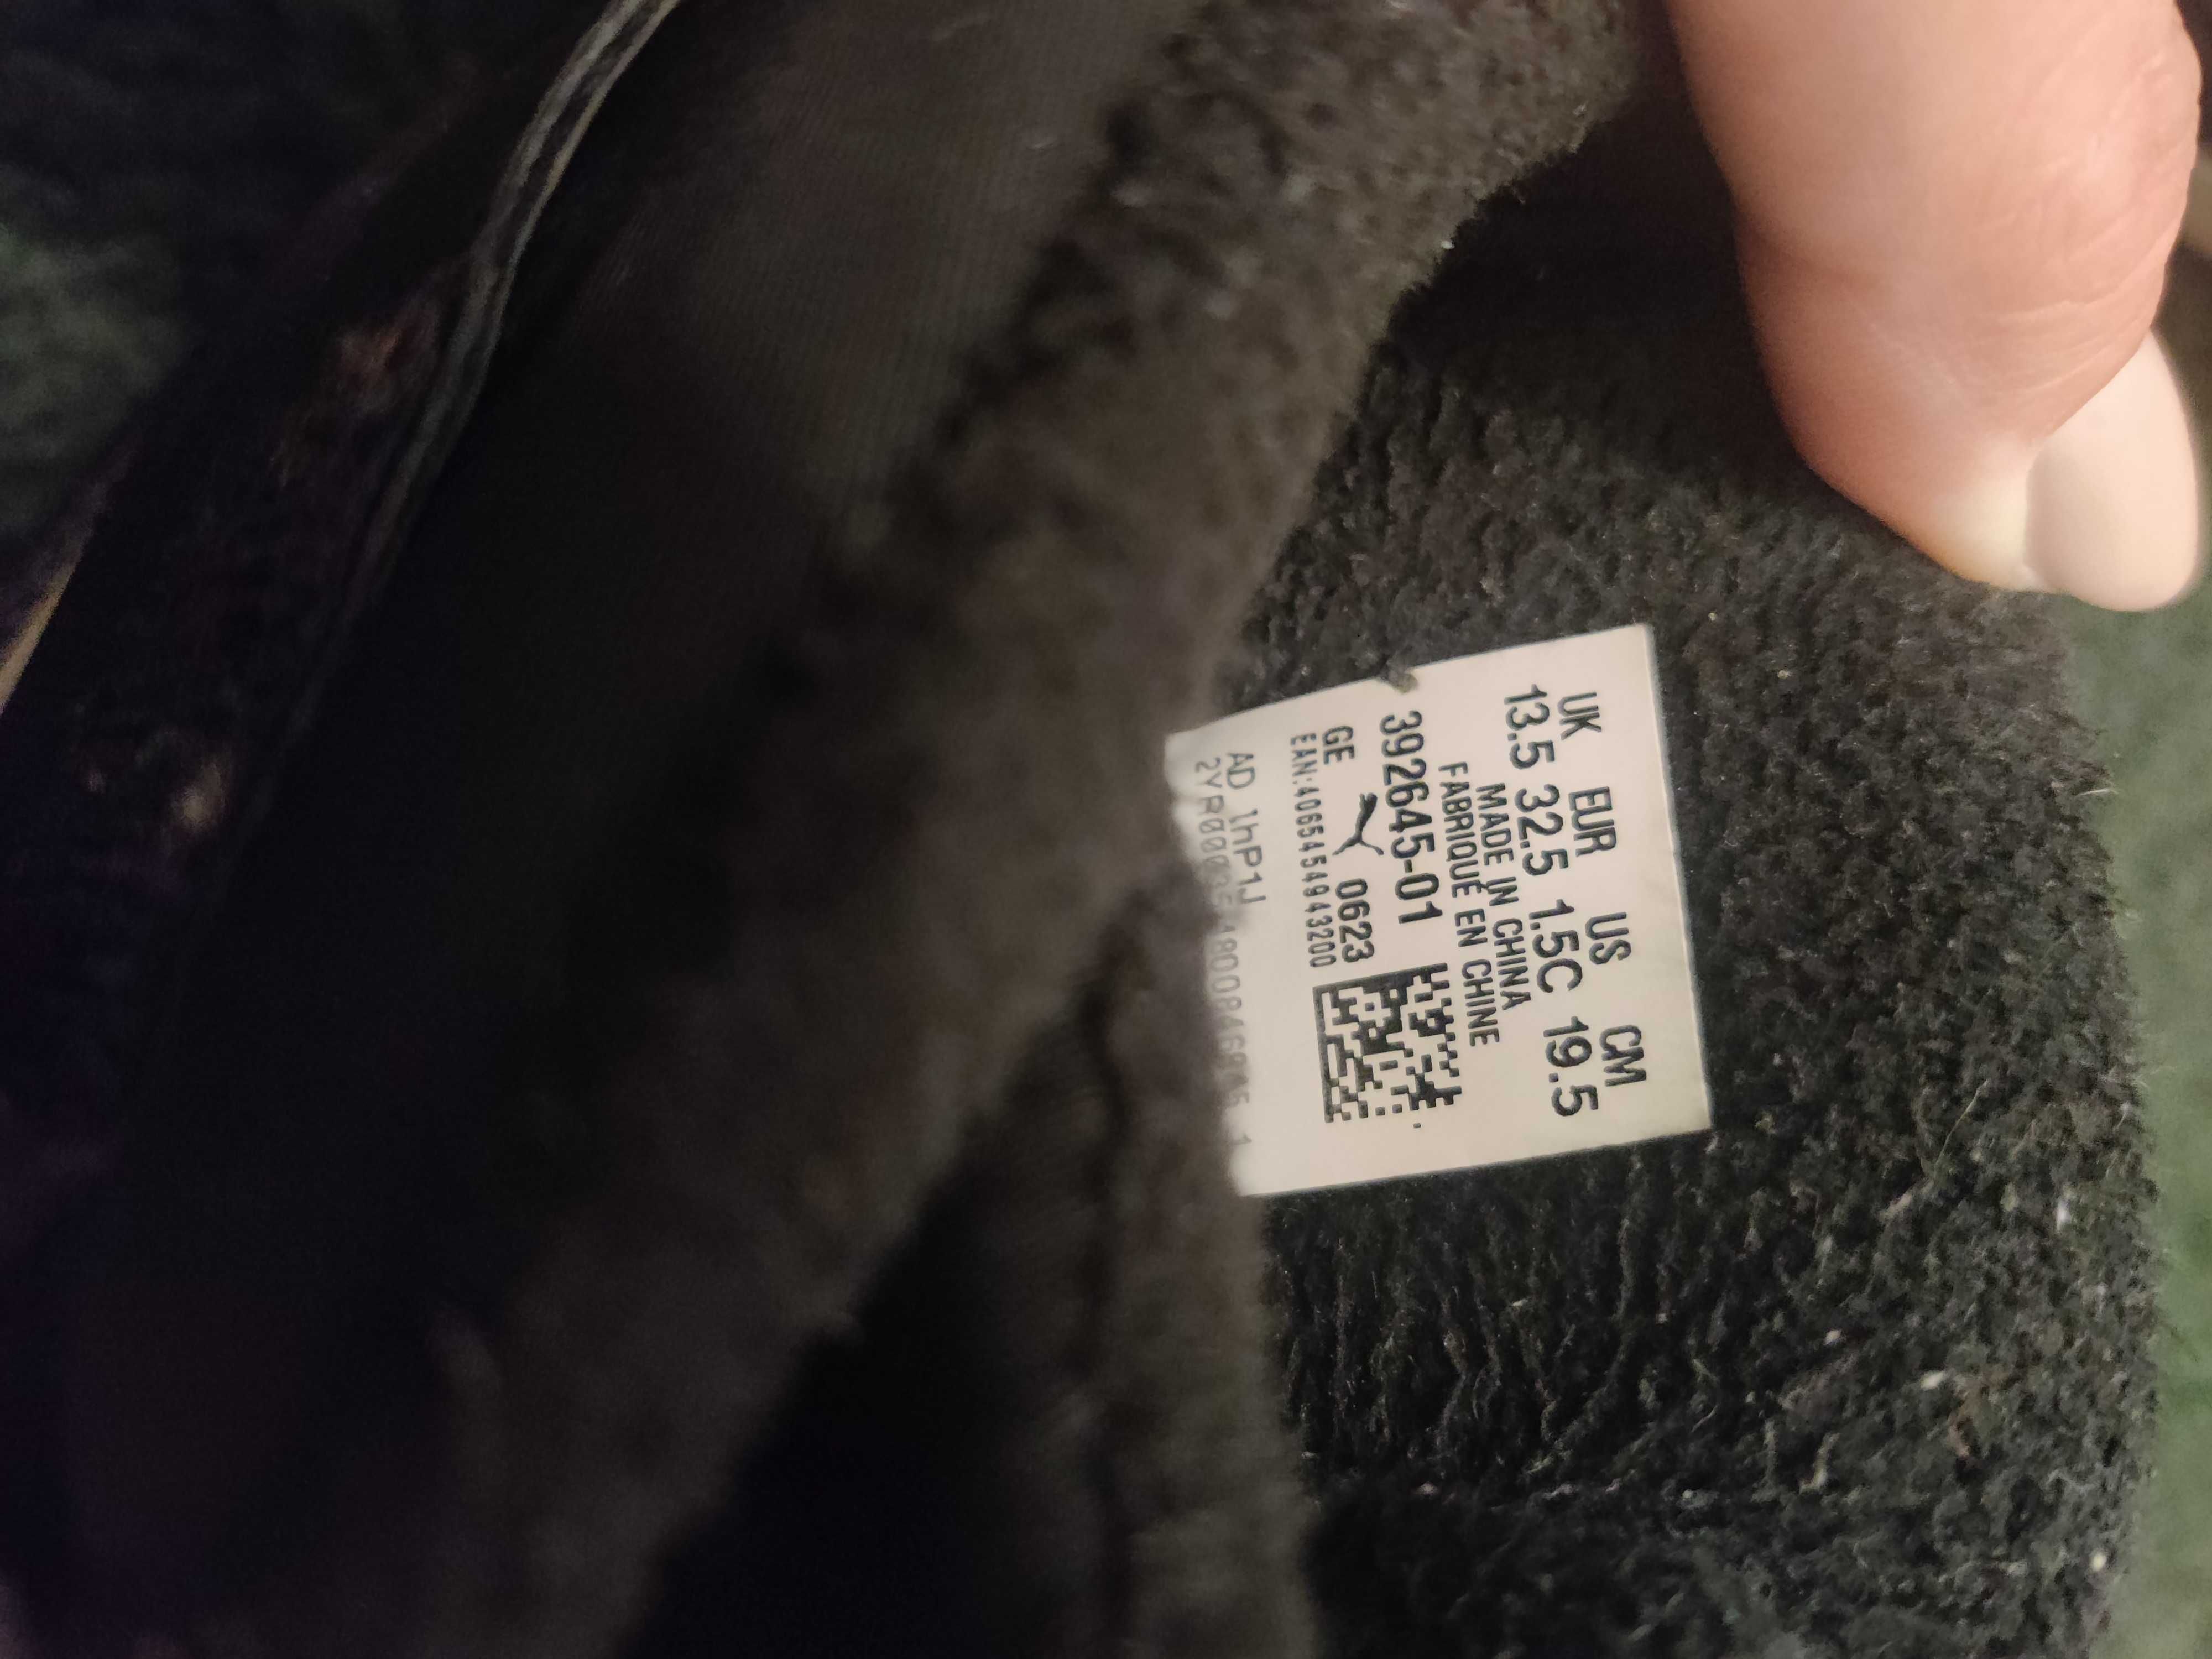 UK EUR US CM
13.5 32.5 1.5C 19.5
MADE IN CHINA
FABRIQUÉ EN CHINE
392645-01
GE 0623
EAN:4065454943200
AD 1hP1J